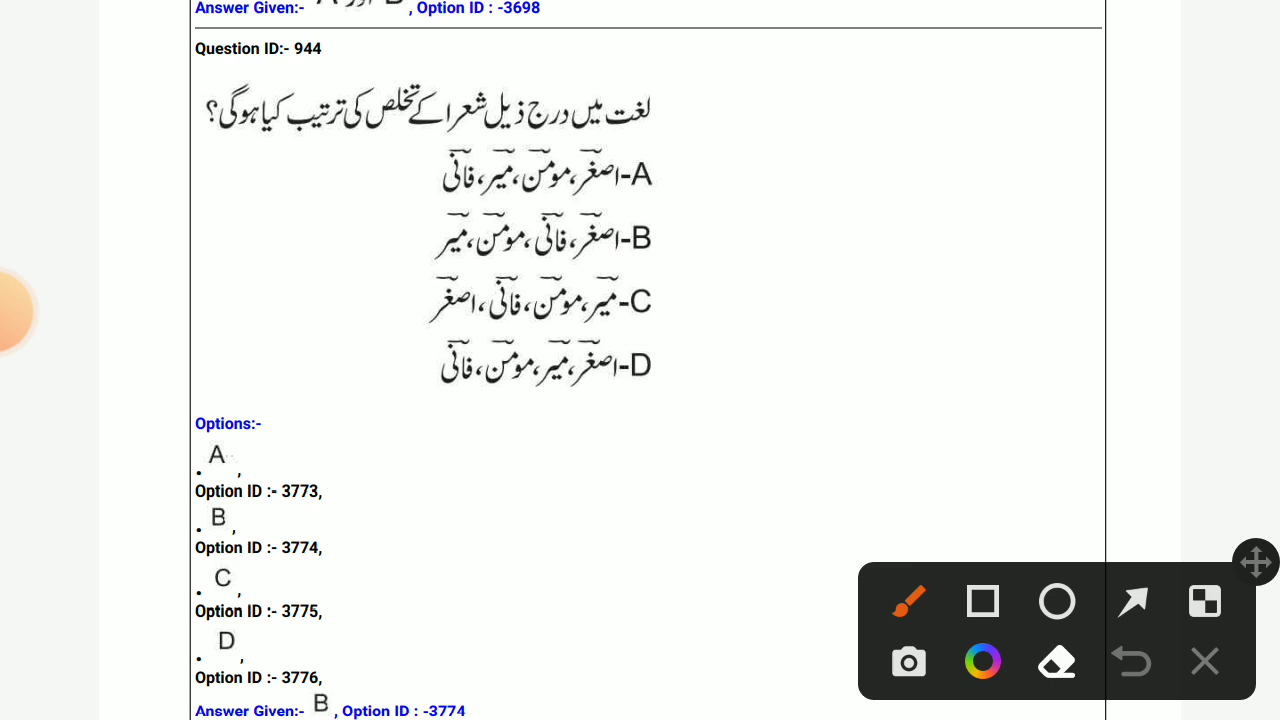 Answer Given:- A اور B , Option ID : -3698
Question ID:- 944
لغت میں درج ذیل شعرا کے تخلص کی ترتیب کیا ہوگی؟
A-اصغر، مومن، میر، فانی
B-اصغر، فانی، مومن، میر
C-میر، مومن، فانی، اصغر
D-اصغر، میر، مومن، فانی
Options:-
• A ,
Option ID :- 3773,
• B ,
Option ID :- 3774,
• C ,
Option ID :- 3775,
• D ,
Option ID :- 3776,
Answer Given:- B , Option ID : -3774